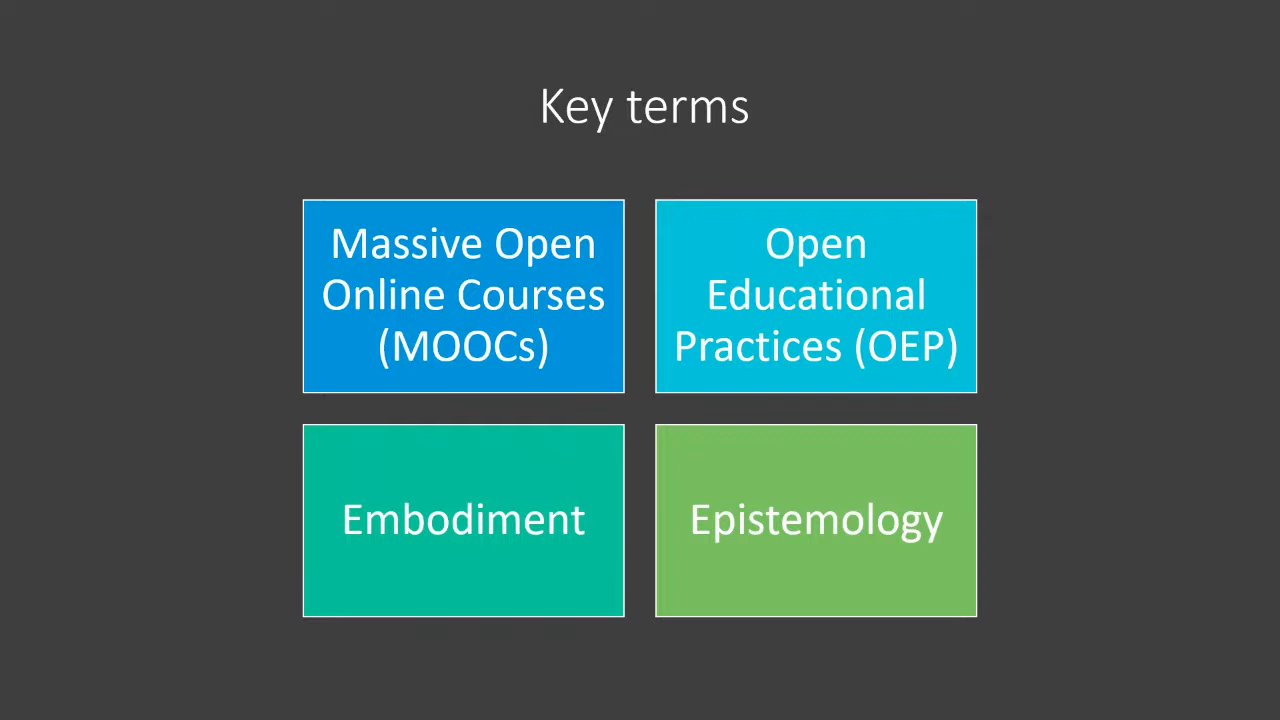 Key terms
Massive Open
Online Courses
(MOOCs)
Open
Educational
Practices (OEP)
Embodiment
Epistemology